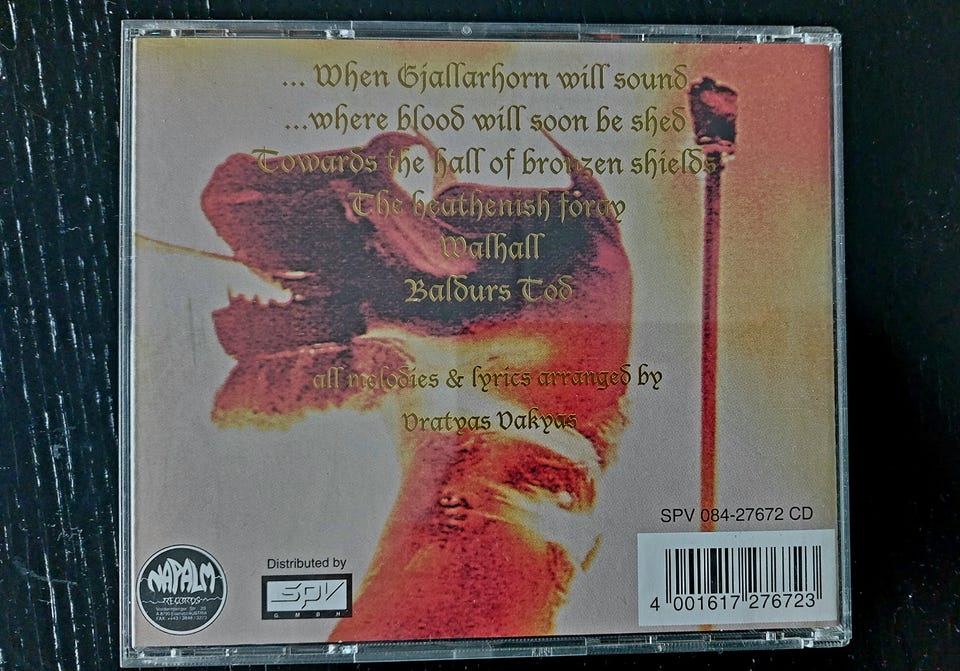 ... When Gjallarhorn will sound
...where blood will soon be shed
Towards the hall of bronzen shields
The heathenish foray
Walhall
Baldurs Tod
all melodies & lyrics arranged by
Vratyas Vakyas
SPV 084-27672 CD
Distributed by
SPV
GMBH
NAPALM
RECORDS
4 001617 276723